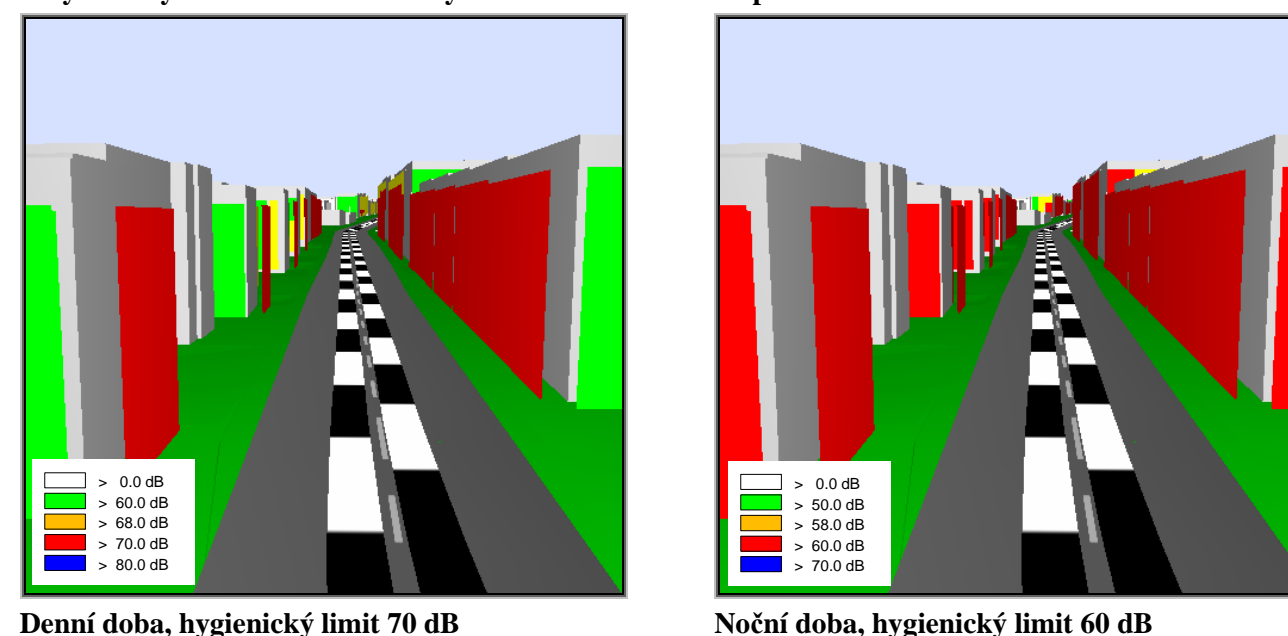 > 0.0 dB
> 60.0 dB
> 68.0 dB
> 70.0 dB
> 80.0 dB
> 0.0 dB
> 50.0 dB
> 58.0 dB
> 60.0 dB
> 70.0 dB
Denní doba, hygienický limit 70 dB
Noční doba, hygienický limit 60 dB